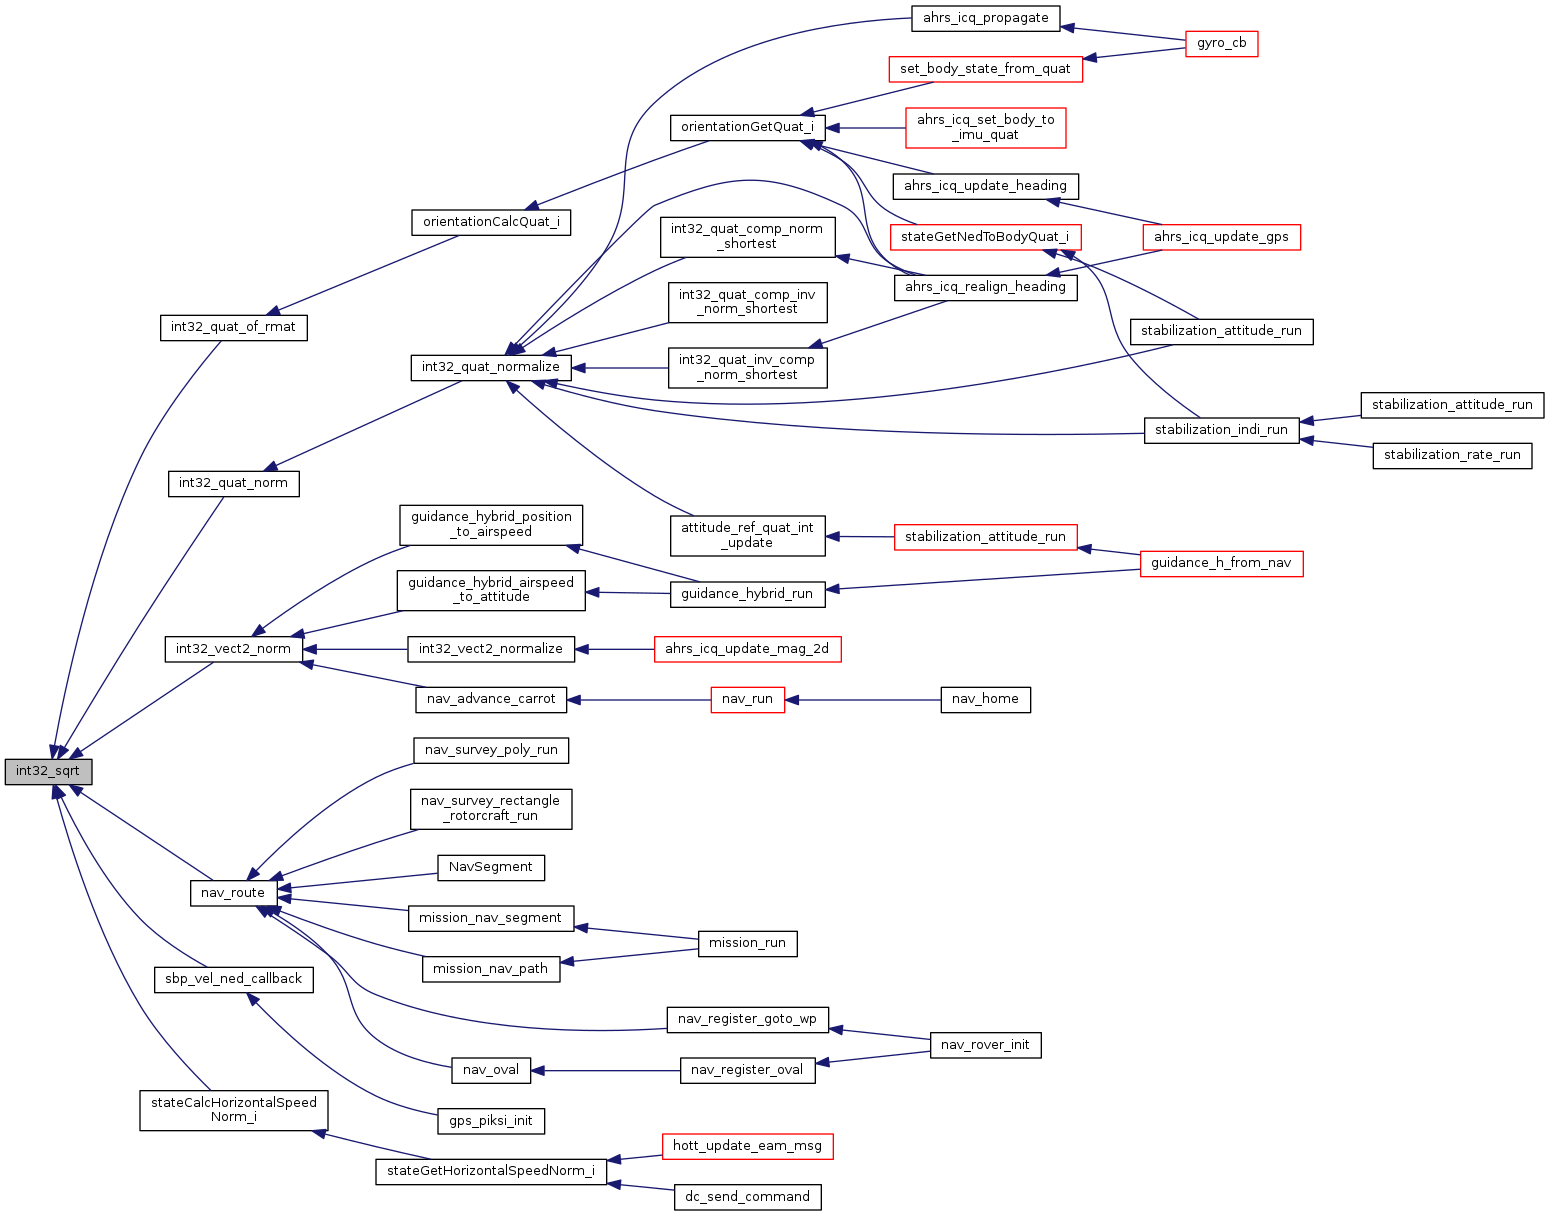 ahrs_icq_propagate
gyro_cb
set_body_state_from_quat
orientationGetQuat_i
ahrs_icq_set_body_to
_imu_quat
ahrs_icq_update_heading
orientationCalcQuat_i
int32_quat_comp_norm
_shortest
stateGetNedToBodyQuat_i
ahrs_icq_update_gps
ahrs_icq_realign_heading
int32_quat_comp_inv
_norm_shortest
int32_quat_of_rmat
stabilization_attitude_run
int32_quat_normalize
int32_quat_inv_comp
_norm_shortest
stabilization_attitude_run
stabilization_indi_run
stabilization_rate_run
int32_quat_norm
guidance_hybrid_position
_to_airspeed
attitude_ref_quat_int
_update
stabilization_attitude_run
guidance_h_from_nav
guidance_hybrid_airspeed
_to_attitude
guidance_hybrid_run
int32_vect2_norm
int32_vect2_normalize
ahrs_icq_update_mag_2d
nav_advance_carrot
nav_run
nav_home
nav_survey_poly_run
int32_sqrt
nav_survey_rectangle
_rotorcraft_run
NavSegment
nav_route
mission_nav_segment
mission_run
mission_nav_path
sbp_vel_ned_callback
nav_register_goto_wp
nav_rover_init
nav_oval
nav_register_oval
stateCalcHorizontalSpeed
Norm_i
gps_piksi_init
hott_update_eam_msg
stateGetHorizontalSpeedNorm_i
dc_send_command